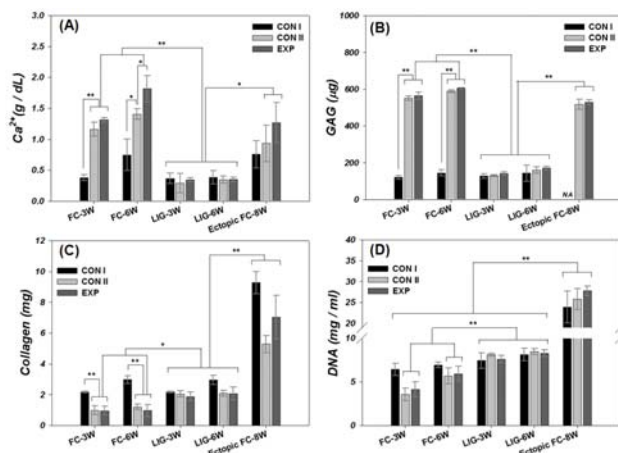 (A)
CON I
CON II
EXP
Ca2+(g / dL)
3.0
2.5
2.0
1.5
1.0
0.5
0.0
**
**
*
*
*
FC-3W
FC-6W
LIG-3W
LIG-6W
Ectopic FC-8W
(B)
CON I
CON II
EXP
GAG (µg)
1000
800
600
400
200
0
**
**
**
**
NA
FC-3W
FC-6W
LIG-3W
LIG-6W
Ectopic FC-8W
(C)
CON I
CON II
EXP
Collagen (mg)
12
10
8
6
4
2
0
**
**
*
**
FC-3W
FC-6W
LIG-3W
LIG-6W
Ectopic FC-8W
(D)
CON I
CON II
EXP
DNA (mg / ml)
40
35
30
25
20
10
5
0
**
**
FC-3W
FC-6W
LIG-3W
LIG-6W
Ectopic FC-8W